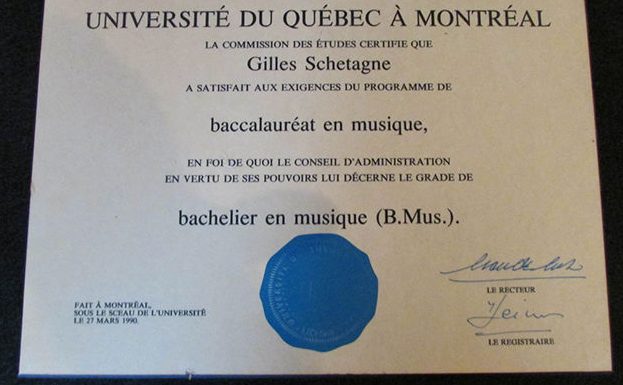 UNIVERSITÉ DU QUÉBEC À MONTRÉAL
LA COMMISSION DES ÉTUDES CERTIFIE QUE
Gilles Schetagne
A SATISFAIT AUX EXIGENCES DU PROGRAMME DE
baccalauréat en musique,
EN FOI DE QUOI LE CONSEIL D'ADMINISTRATION
EN VERTU DE SES POUVOIRS LUI DÉCERNE LE GRADE DE
bachelier en musique (B.Mus.).
LE RECTEUR
FAIT À MONTRÉAL,
SOUS LE SCEAU DE L'UNIVERSITÉ
LE 27 MARS 1990.
LE REGISTRAIRE